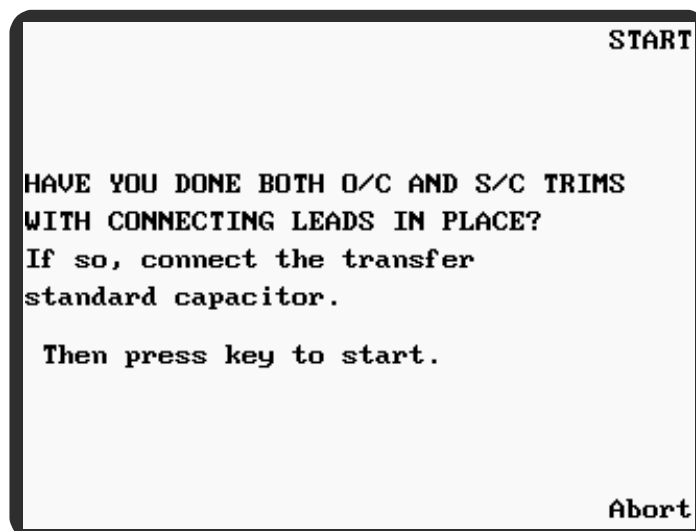 START
HAVE YOU DONE BOTH O/C AND S/C TRIMS
WITH CONNECTING LEADS IN PLACE?
If so, connect the transfer
standard capacitor.
Then press key to start.
Abort